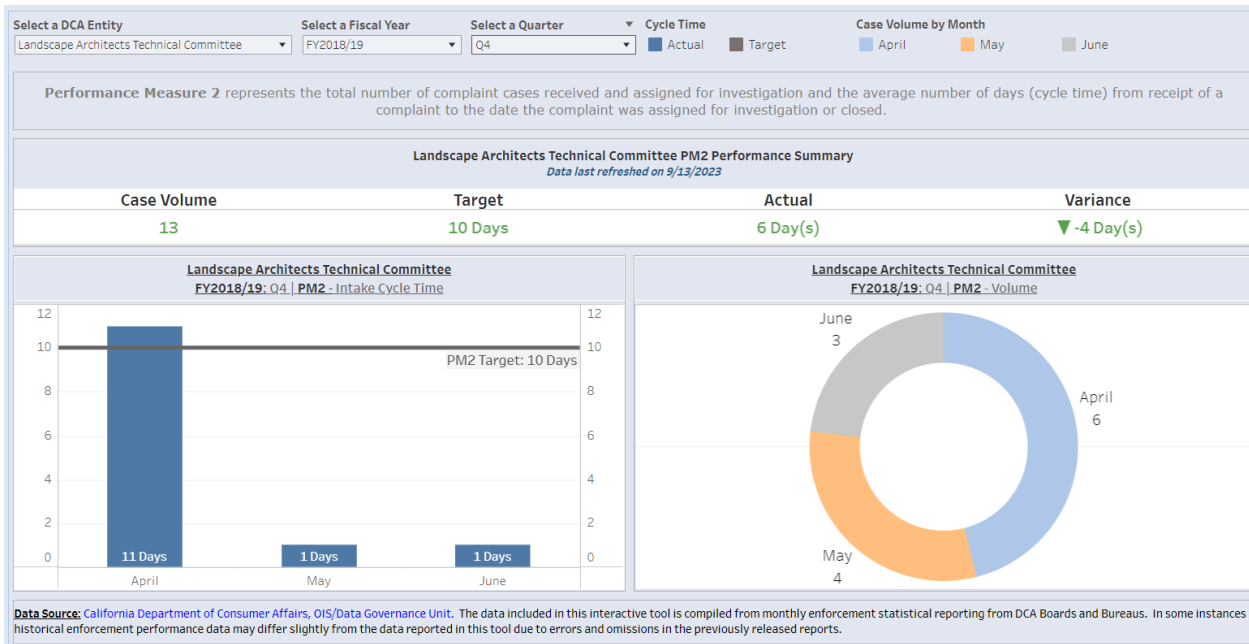 Select a DCA Entity
Select a Fiscal Year
Select a Quarter
Cycle Time
Case Volume by Month
Landscape Architects Technical Committee
FY2018/19
Q4
Actual
Target
April
May
June
Performance Measure 2 represents the total number of complaint cases received and assigned for investigation and the average number of days (cycle time) from receipt of a
complaint to the date the complaint was assigned for investigation or closed.
Landscape Architects Technical Committee PM2 Performance Summary
Data last refreshed on 9/13/2023
Case Volume
Target
Actual
Variance
13
10 Days
6 Day(s)
▼ -4 Day(s)
Landscape Architects Technical Committee
FY2018/19: Q4 | PM2 - Intake Cycle Time
12
10
8
6
4
2
0
PM2 Target: 10 Days
11 Days
1 Days
1 Days
12
10
8
6
4
2
0
April
May
June
Landscape Architects Technical Committee
FY2018/19: Q4 | PM2 - Volume
June
3
April
6
May
4
Data Source: California Department of Consumer Affairs, OIS/Data Governance Unit. The data included in this interactive tool is compiled from monthly enforcement statistical reporting from DCA Boards and Bureaus. In some instances
historical enforcement performance data may differ slightly from the data reported in this tool due to errors and omissions in the previously released reports.